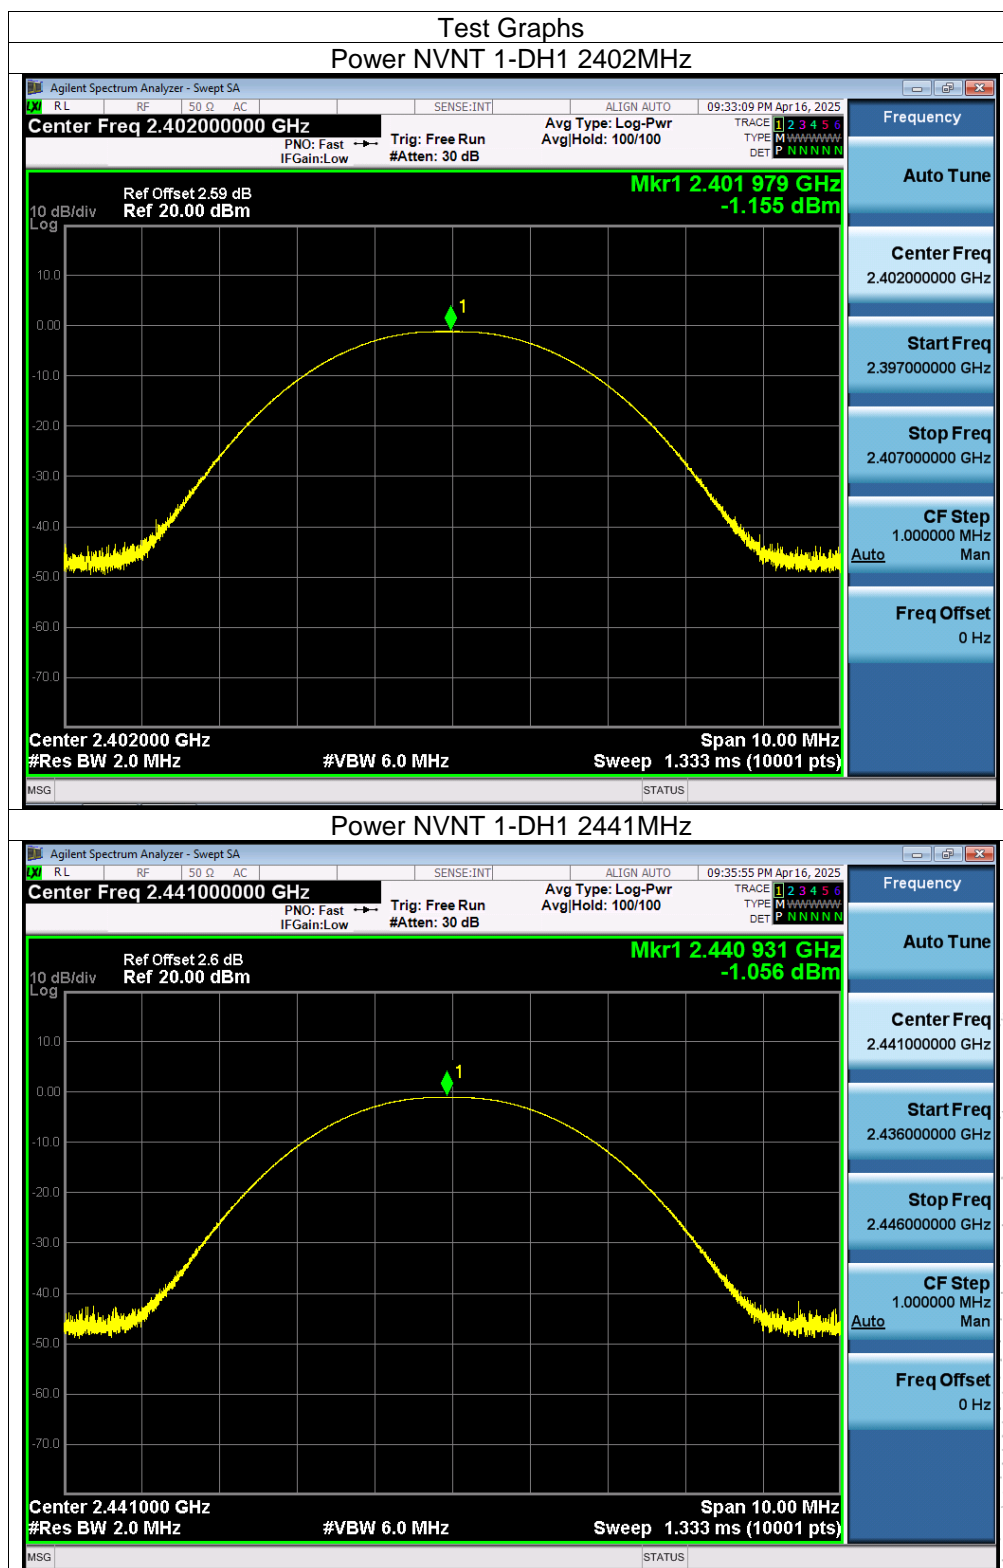 Test Graphs
Power NVNT 1-DH1 2402MHz
Agilent Spectrum Analyzer - Swept SA
LXI RL RF 50 Ω AC SENSE:INT ALIGN AUTO 09:33:09 PM Apr 16, 2025
Center Freq 2.402000000 GHz
PNO: Fast
IFGain:Low
Trig: Free Run
#Atten: 30 dB
Avg Type: Log-Pwr
Avg|Hold: 100/100
TRACE 1 2 3 4 5 6
TYPE M WWWWW
DET P N N N N N
Frequency
Ref Offset 2.59 dB
10 dB/div Ref 20.00 dBm
Log
Mkr1 2.401 979 GHz
-1.155 dBm
1
10.0
0.00
-10.0
-20.0
-30.0
-40.0
-50.0
-60.0
-70.0
Center 2.402000 GHz Span 10.00 MHz
#Res BW 2.0 MHz #VBW 6.0 MHz Sweep 1.333 ms (10001 pts)
MSG STATUS
Auto Tune
Center Freq
2.402000000 GHz
Start Freq
2.397000000 GHz
Stop Freq
2.407000000 GHz
CF Step
1.000000 MHz
Auto Man
Freq Offset
0 Hz
Power NVNT 1-DH1 2441MHz
Agilent Spectrum Analyzer - Swept SA
LXI RL RF 50 Ω AC SENSE:INT ALIGN AUTO 09:35:55 PM Apr 16, 2025
Center Freq 2.441000000 GHz
PNO: Fast
IFGain:Low
Trig: Free Run
#Atten: 30 dB
Avg Type: Log-Pwr
Avg|Hold: 100/100
TRACE 1 2 3 4 5 6
TYPE M WWWWW
DET P N N N N N
Frequency
Ref Offset 2.6 dB
10 dB/div Ref 20.00 dBm
Log
Mkr1 2.440 931 GHz
-1.056 dBm
1
10.0
0.00
-10.0
-20.0
-30.0
-40.0
-50.0
-60.0
-70.0
Center 2.441000 GHz Span 10.00 MHz
#Res BW 2.0 MHz #VBW 6.0 MHz Sweep 1.333 ms (10001 pts)
MSG STATUS
Auto Tune
Center Freq
2.441000000 GHz
Start Freq
2.436000000 GHz
Stop Freq
2.446000000 GHz
CF Step
1.000000 MHz
Auto Man
Freq Offset
0 Hz